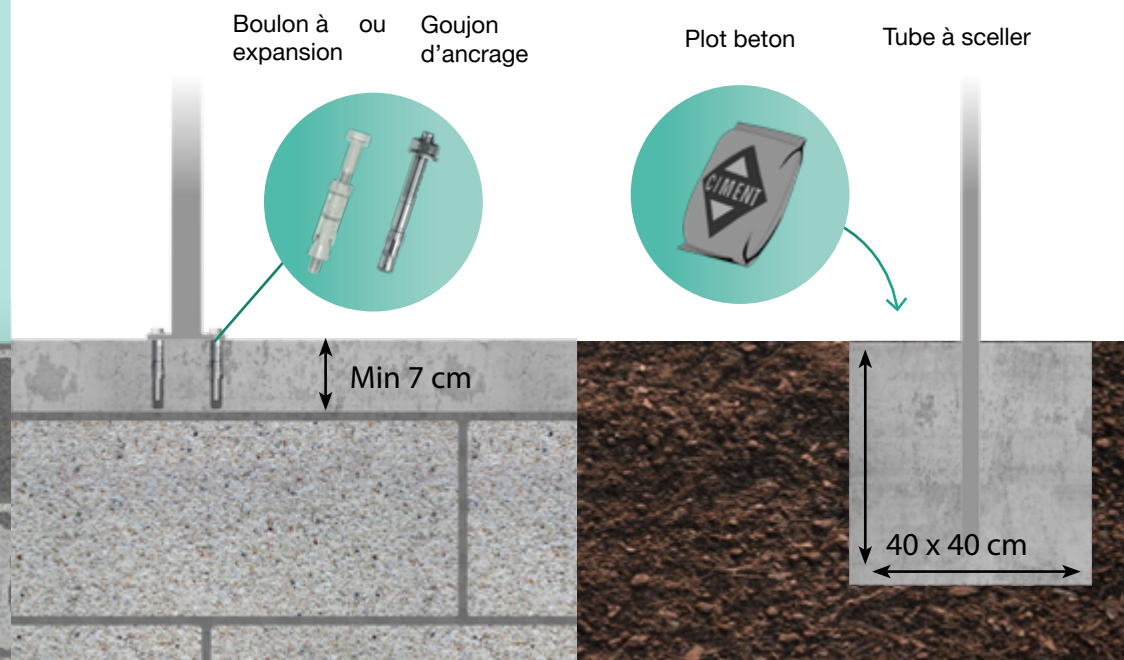 Boulon à ou Goujon
expansion d'ancrage
Plot beton
Tube à sceller
CIMENT
Min 7 cm
40 x 40 cm